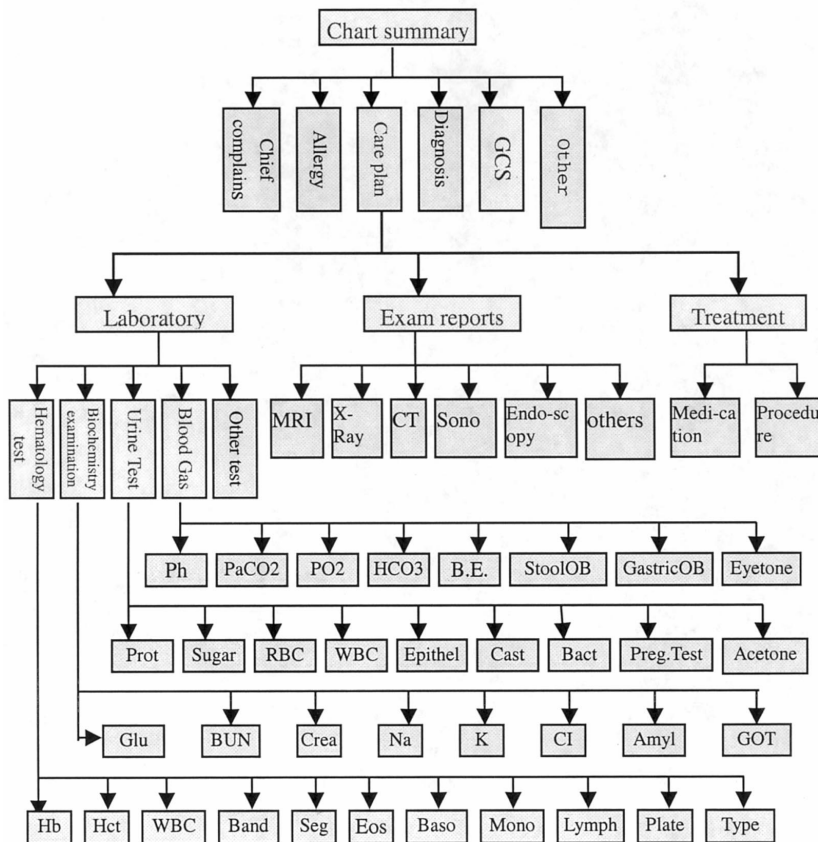 Chart summary
Chief
complains
Allergy
Care plan
Diagnosis
GCS
Other
Laboratory
Exam reports
Treatment
Hematology
test
Biochemistry
examination
Urine Test
Blood Gas
Other test
MRI
X-
Ray
CT
Sono
Endo-sc
opy
others
Medi-ca
tion
Procedu
re
Ph
PaCO2
PO2
HCO3
B.E.
StoolOB
GastricOB
Eyetone
Prot
Sugar
RBC
WBC
Epithel
Cast
Bact
Preg.Test
Acetone
Glu
BUN
Crea
Na
K
CI
Amyl
GOT
Hb
Hct
WBC
Band
Seg
Eos
Baso
Mono
Lymph
Plate
Type